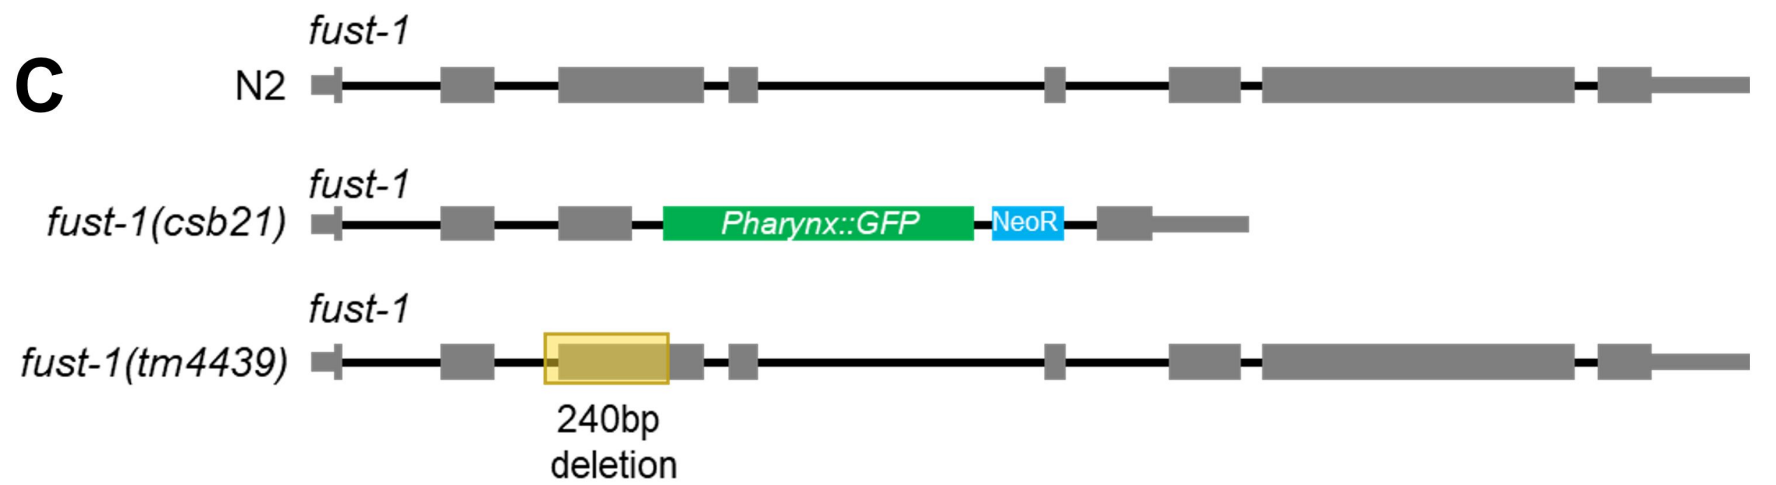 C
fust-1
N2
fust-1
fust-1(csb21)
Pharynx::GFP
NeoR
fust-1
fust-1(tm4439)
240bp
deletion